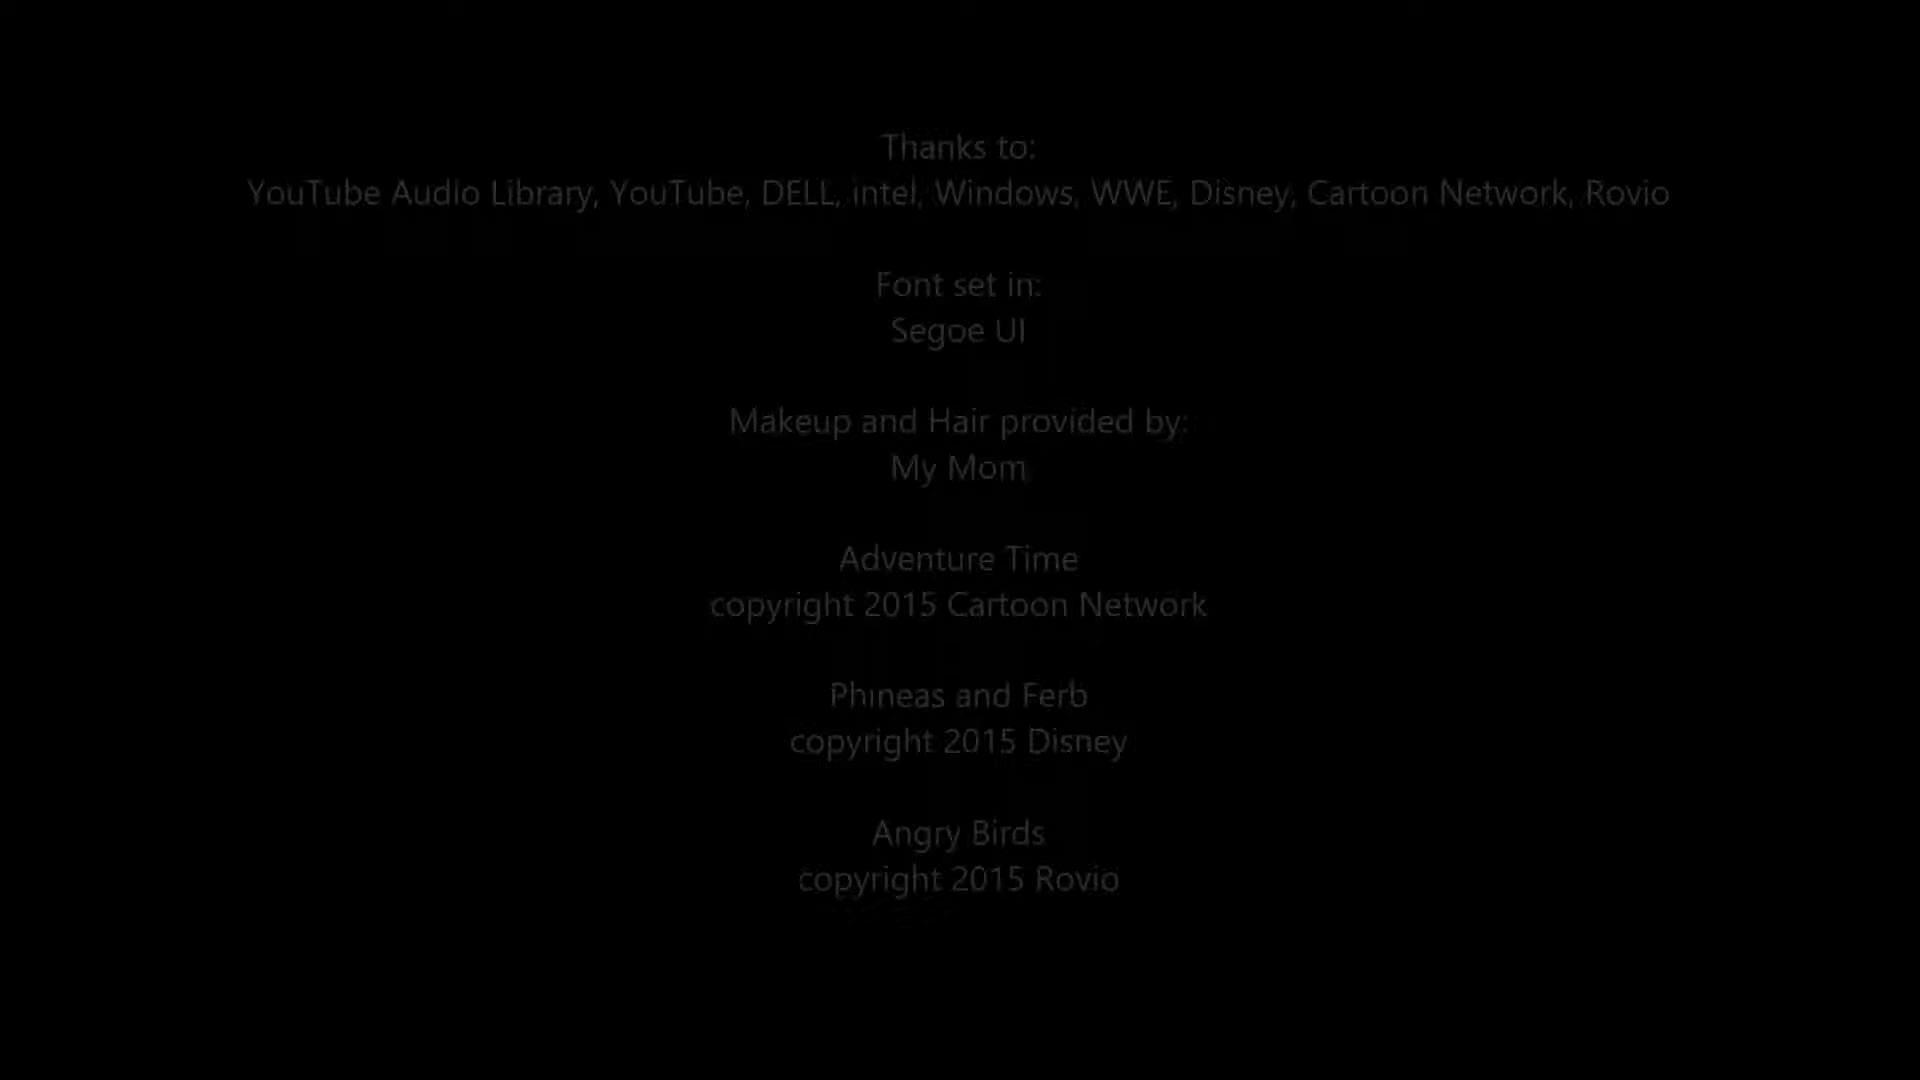 Thanks to:
YouTube Audio Library, YouTube, DELL, intel, Windows, WWE, Disney, Cartoon Network, Rovio
Font set in:
Segoe UI
Makeup and Hair provided by:
My Mom
Adventure Time
copyright 2015 Cartoon Network
Phineas and Ferb
copyright 2015 Disney
Angry Birds
copyright 2015 Rovio